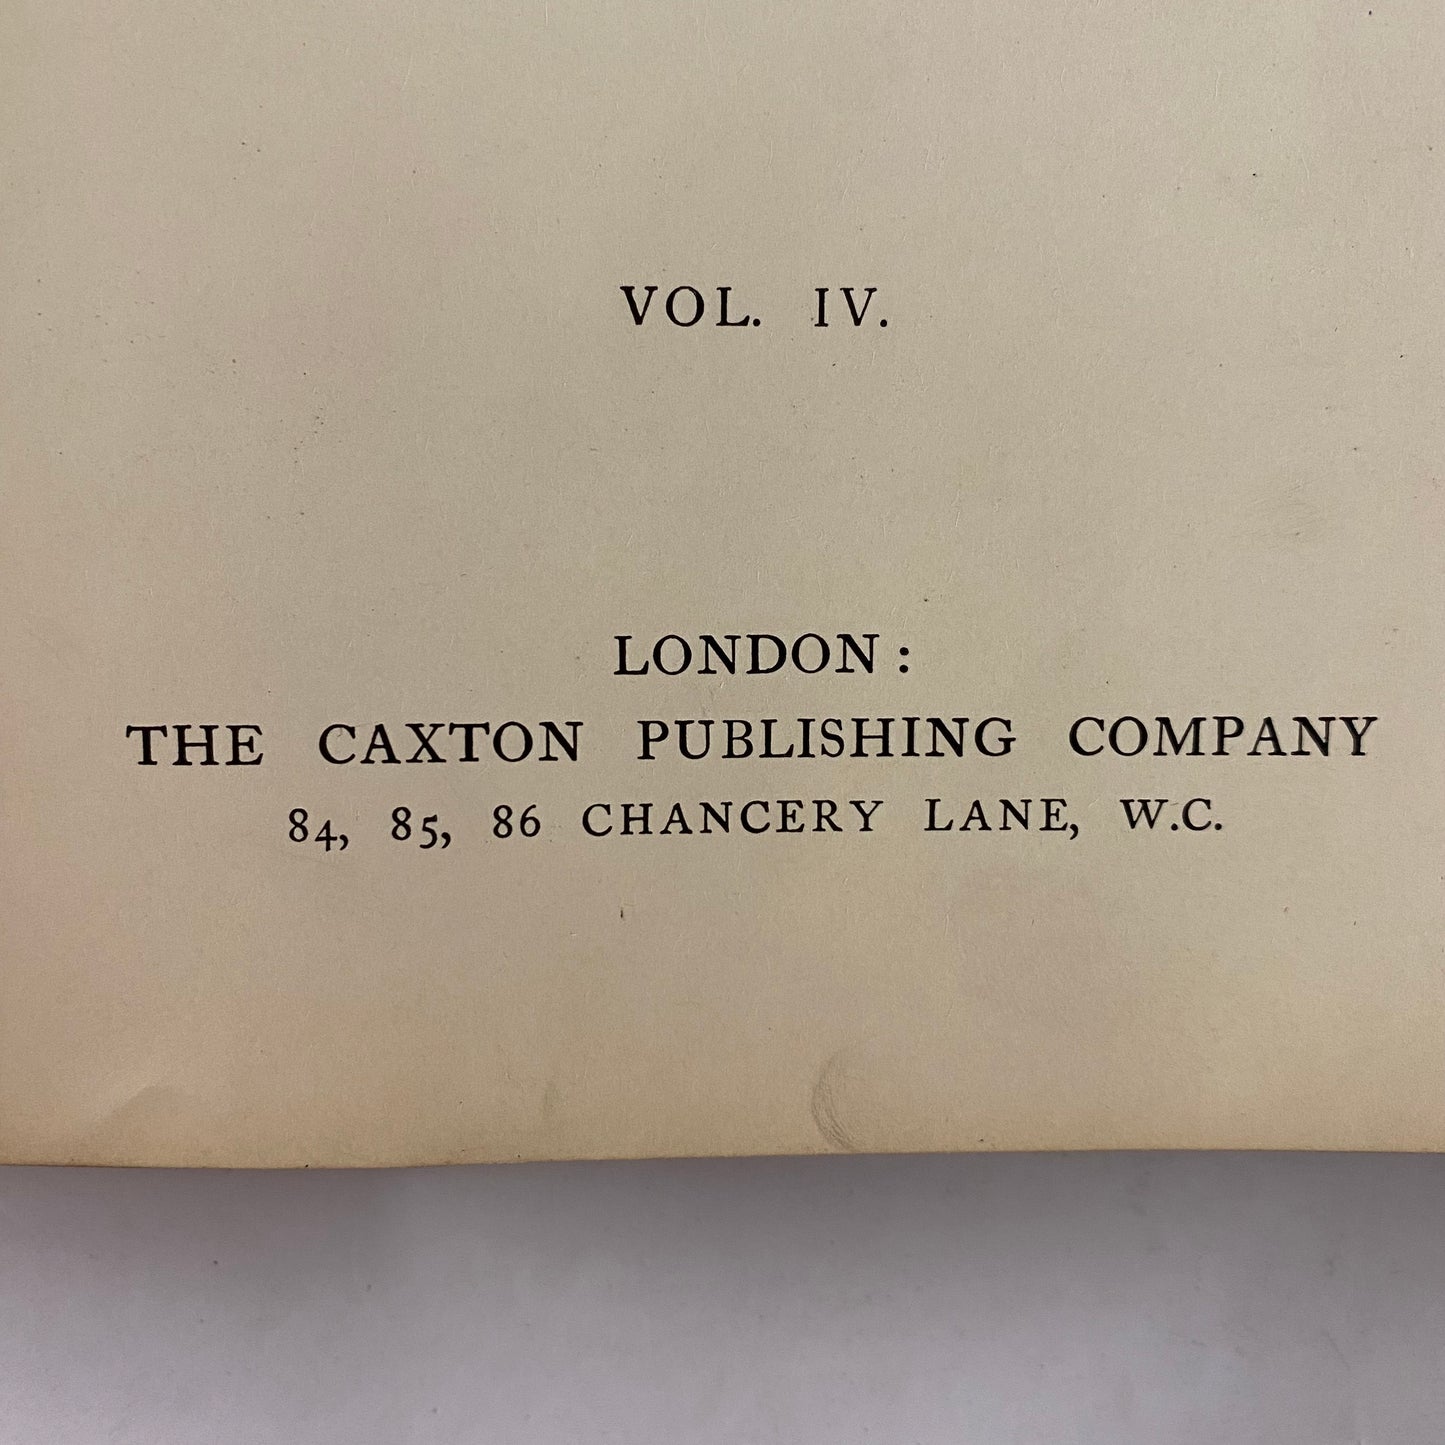 VOL. IV.
LONDON:
THE CAXTON PUBLISHING COMPANY
84, 85, 86 CHANCERY LANE, W.C.